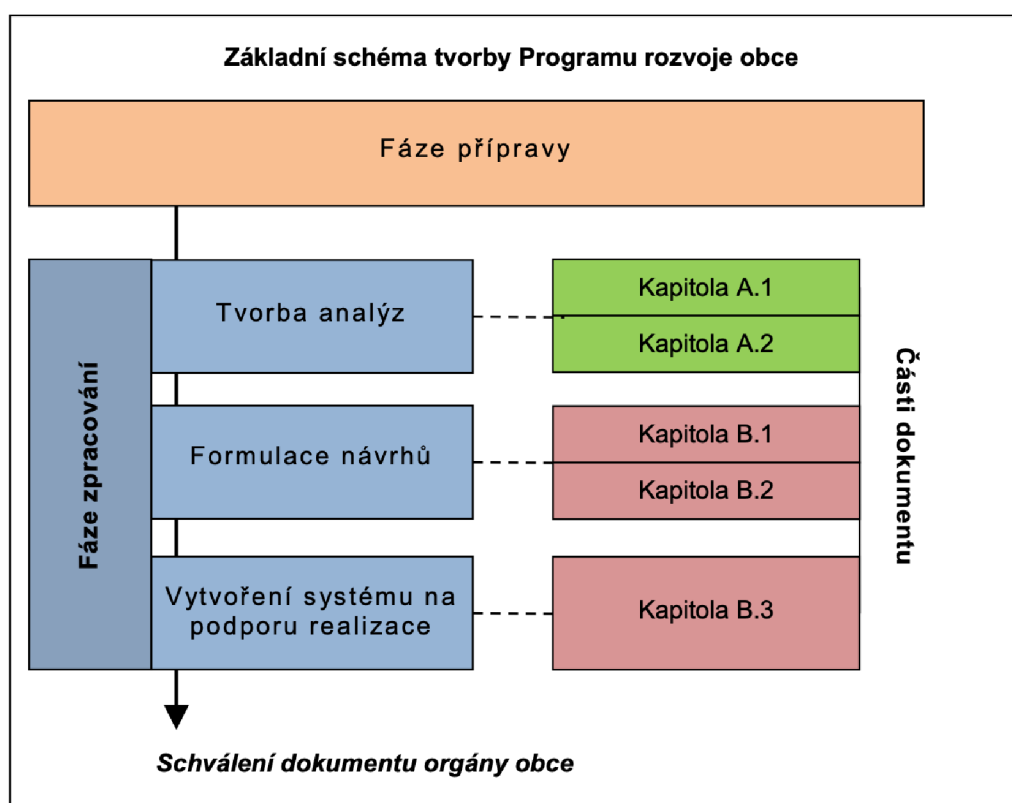 Základní schéma tvorby Programu rozvoje obce
Fáze přípravy
Fáze zpracování
Tvorba analýz
Kapitola A.1
Kapitola A.2
Formulace návrhů
Kapitola B.1
Kapitola B.2
Vytvoření systému na
podporu realizace
Kapitola B.3
Části dokumentu
Schválení dokumentu orgány obce